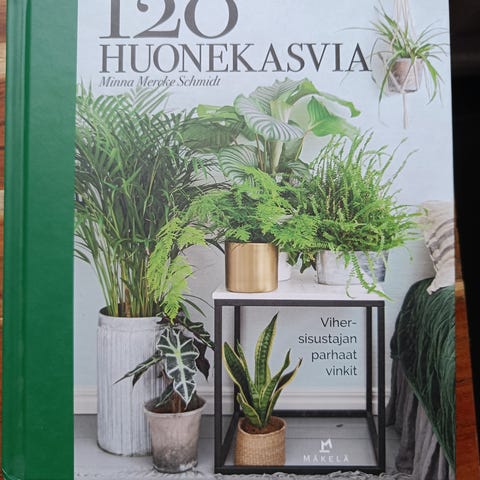 120
HUONEKASVIA
Minna Mercke Schmidt
Viher-
sisustajan
parhaat
vinkit
MÄKELÄ